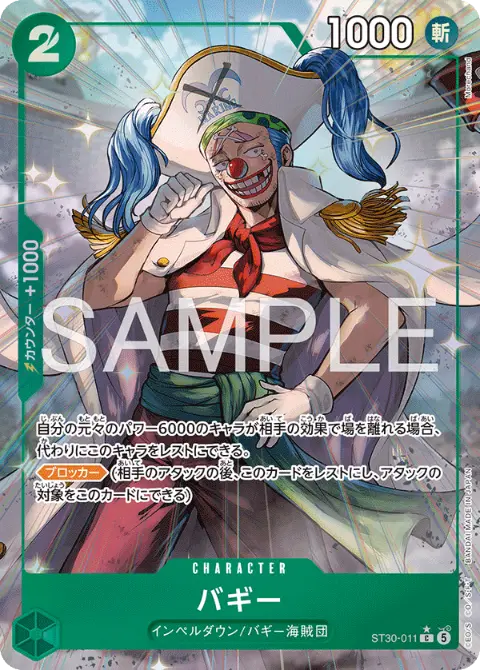 2
1000
斬
Moopchand
カウンター +1000
SAMPLE
自分の元々のパワー6000のキャラが相手の効果で場を離れる場合、
代わりにこのキャラをレストにできる。
ブロッカー (相手のアタックの後、このカードをレストにし、アタックの
対象をこのカードにできる)
CHARACTER
バギー
インペルダウン/バギー海賊団
ST30-011 ★ C 5
BANDAI MADE IN JAPAN